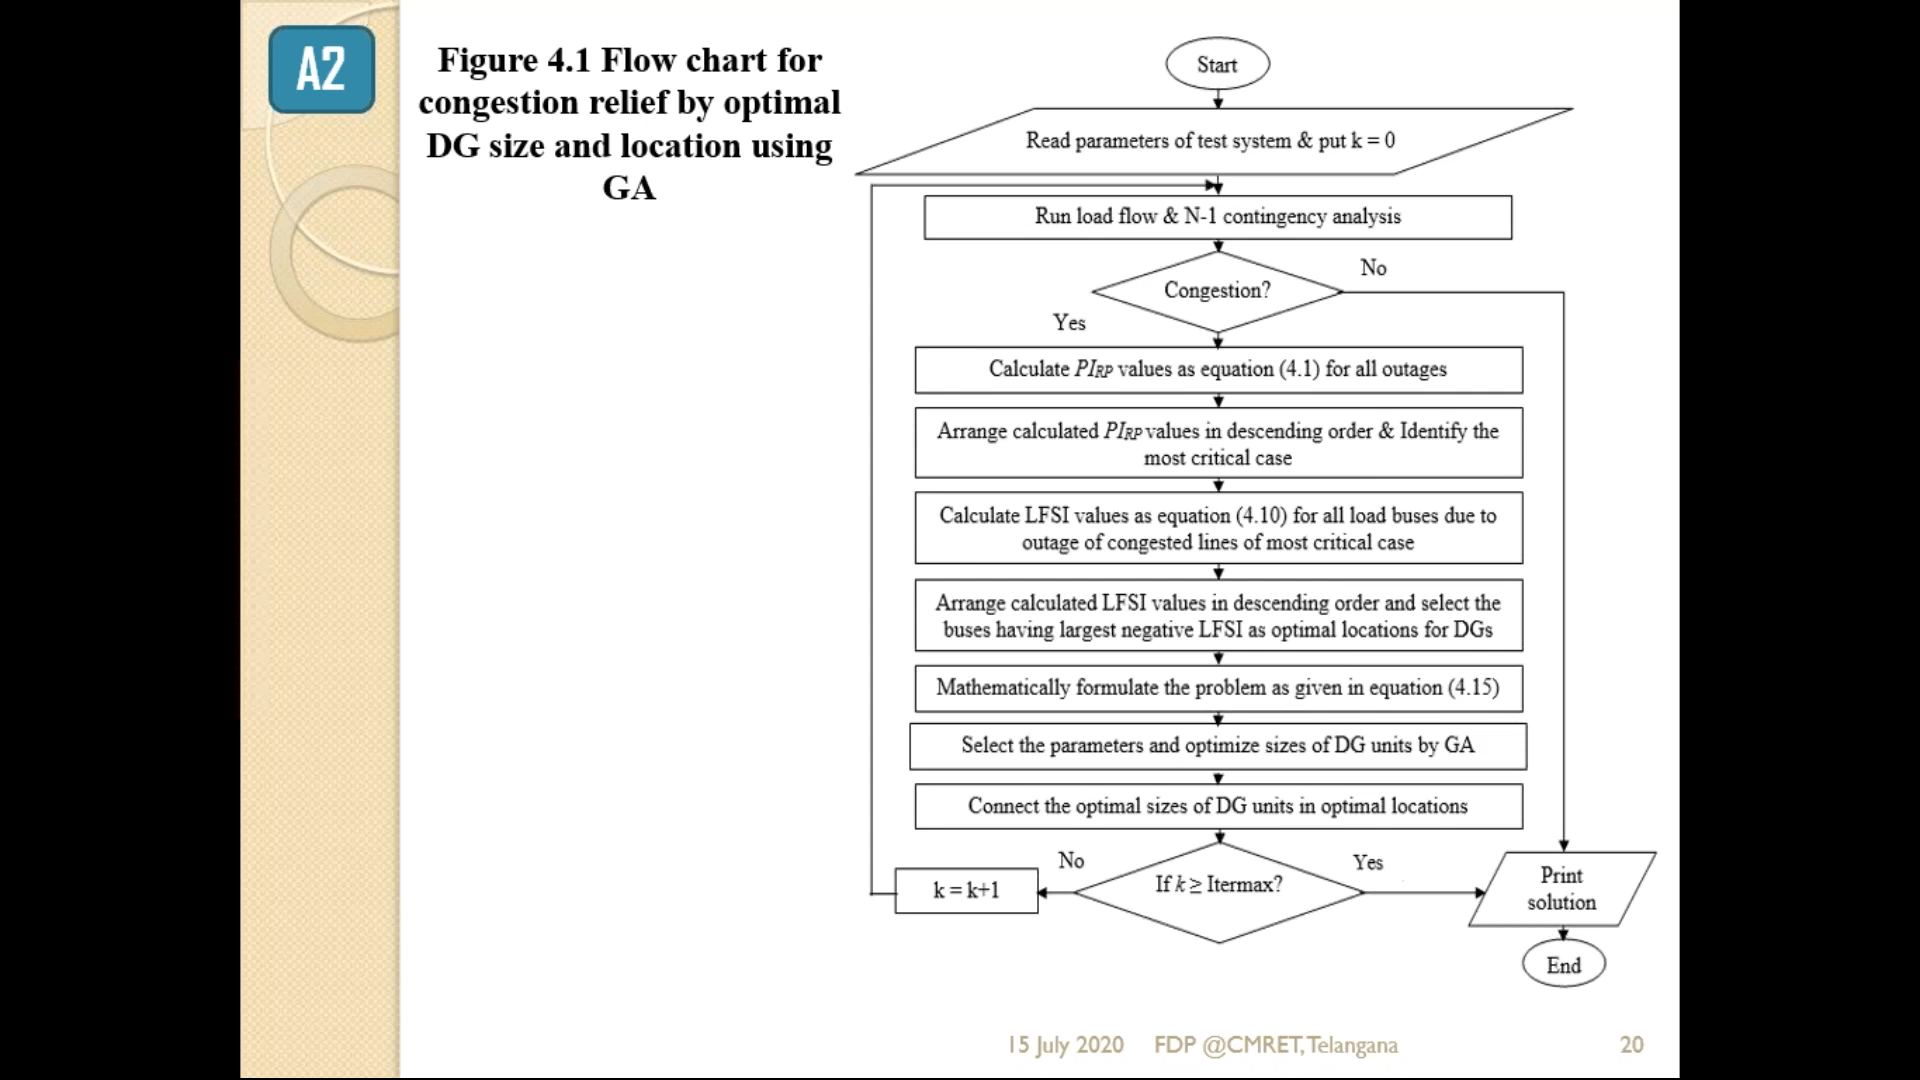 A2
Figure 4.1 Flow chart for
congestion relief by optimal
DG size and location using
GA
Start
Read parameters of test system & put k = 0
Run load flow & N-1 contingency analysis
Congestion?
No
Yes
Calculate PIRP values as equation (4.1) for all outages
Arrange calculated PIRP values in descending order & Identify the
most critical case
Calculate LFSI values as equation (4.10) for all load buses due to
outage of congested lines of most critical case
Arrange calculated LFSI values in descending order and select the
buses having largest negative LFSI as optimal locations for DGs
Mathematically formulate the problem as given in equation (4.15)
Select the parameters and optimize sizes of DG units by GA
Connect the optimal sizes of DG units in optimal locations
If k ≥ Itermax?
No
Yes
k = k+1
Print
solution
End
15 July 2020 FDP @CMRET,Telangana 20